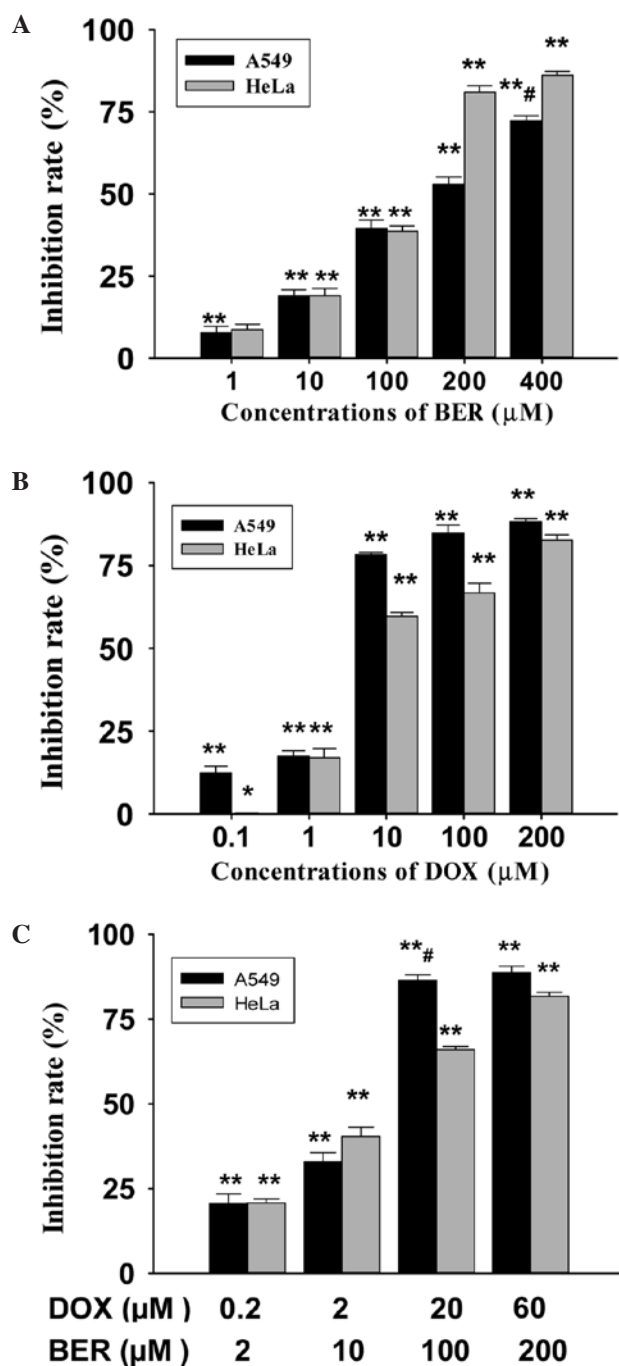 A
100
A549
HeLa
** **
**
**#
75
Inhibition rate (%)
50
** **
25
** **
**
0
1 10 100 200 400
Concentrations of BER (μM)
B
100
A549
HeLa
** ** **
**
**
**
75
Inhibition rate (%)
50
25
** ** **
*
0
0.1 1 10 100 200
Concentrations of DOX (μM)
C
100
A549
HeLa
**# **
**
**
75
Inhibition rate (%)
50
**
**
** **
25
0
DOX (μM ) 0.2 2 20 60
BER (μM) 2 10 100 200